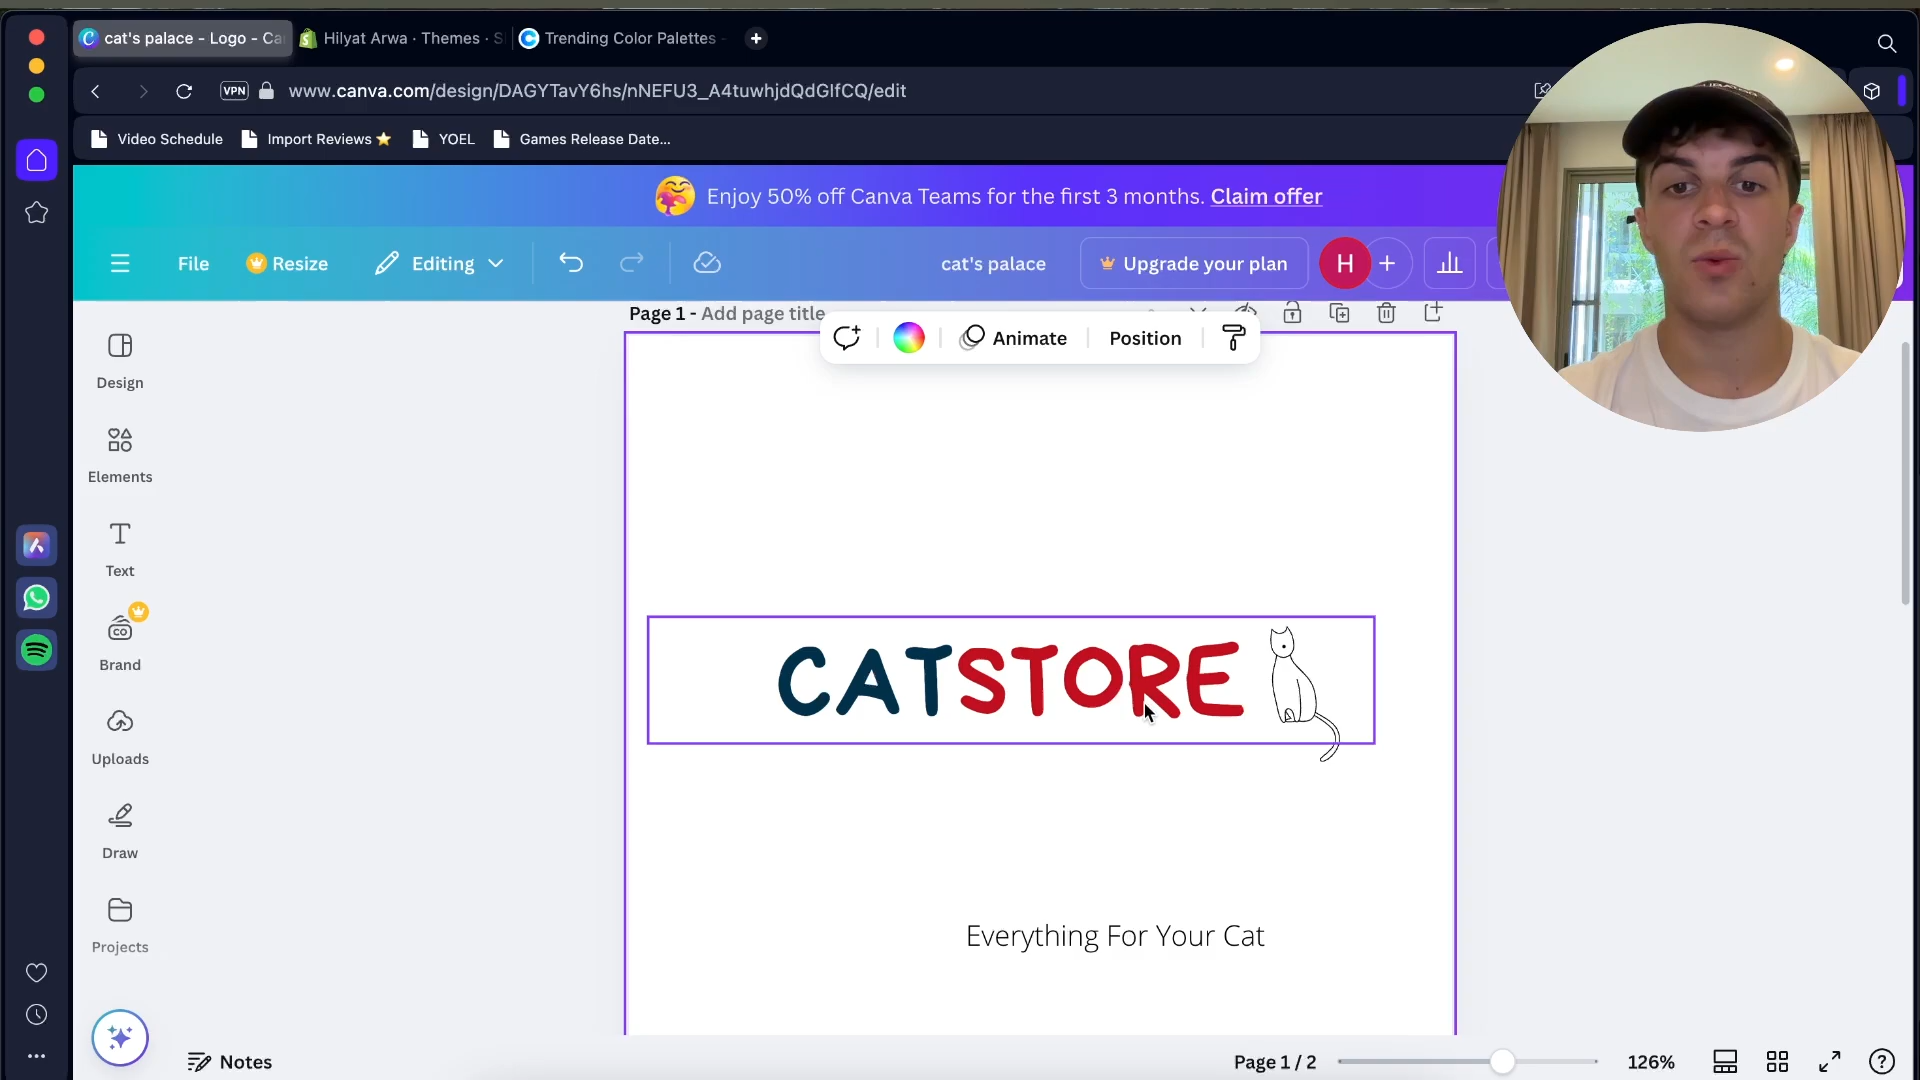 cat's palace - Logo - Ca
Hilyat Arwa · Themes · S
Trending Color Palettes
VPN
www.canva.com/design/DAGYTavY6hs/nNEFU3_A4tuwhjdQdGlfCQ/edit
Video Schedule
Import Reviews ⭐
YOEL
Games Release Date...
Enjoy 50% off Canva Teams for the first 3 months. Claim offer
File
Resize
Editing
cat's palace
Upgrade your plan
H
Page 1 - Add page title
Animate
Position
Design
Elements
Text
Brand
Uploads
Draw
Projects
CATSTORE
Everything For Your Cat
Notes
Page 1 / 2
126%